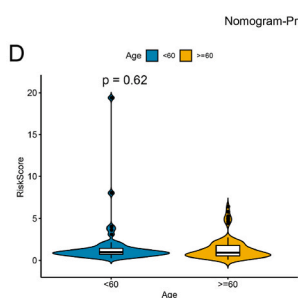 Nomogram-Pr
D
Age <60 >=60
p = 0.62
20
15
10
5
0
RiskScore
<60 >=60
Age